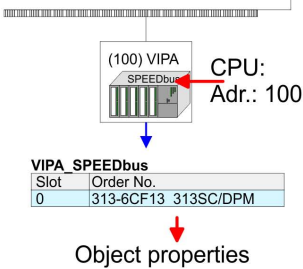 (100) VIPA
SPEEDbus
CPU:
Adr.: 100
VIPA_SPEEDbus
Slot Order No.
0 313-6CF13 313SC/DPM
Object properties